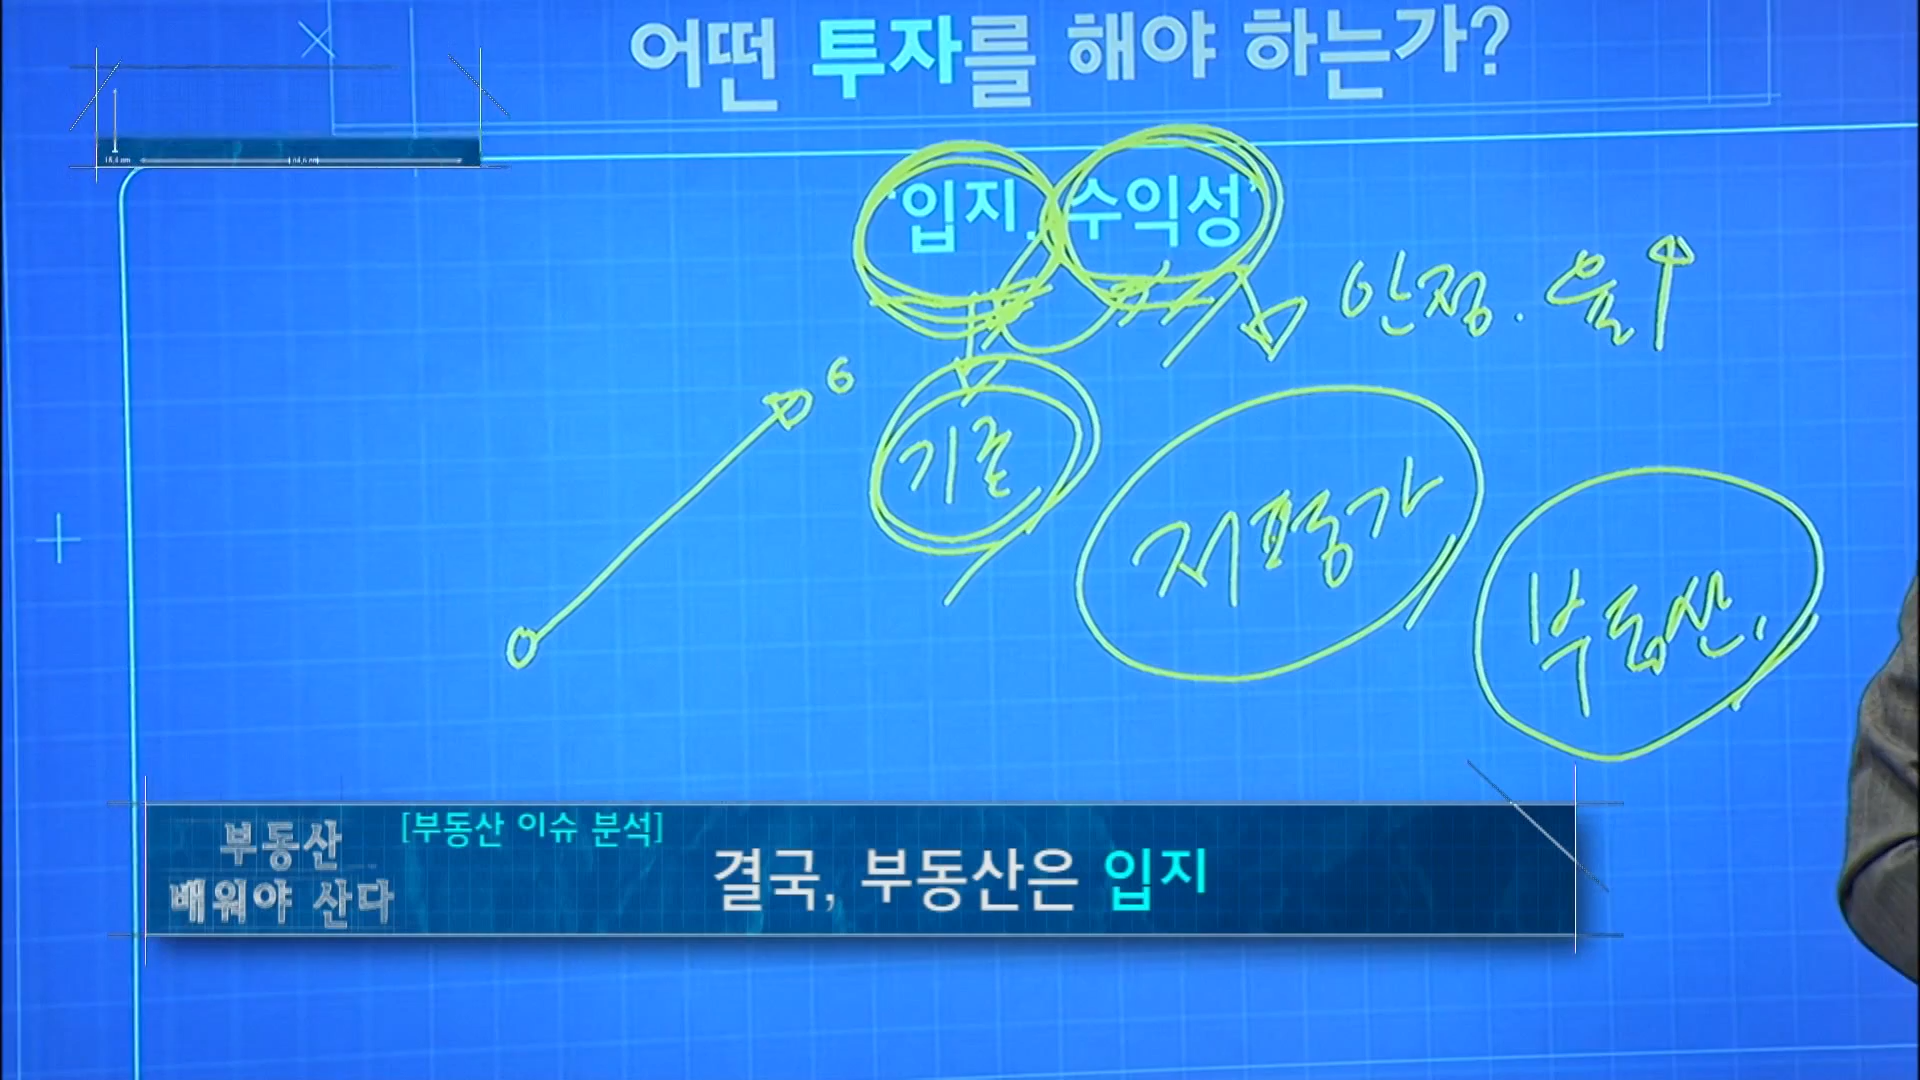 어떤 투자를 해야 하는가?
'입지, 수익성'
안정. 율↑
6
기준
저평가
부동산,
[부동산 이슈 분석]
부동산
배워야 산다
결국, 부동산은 입지